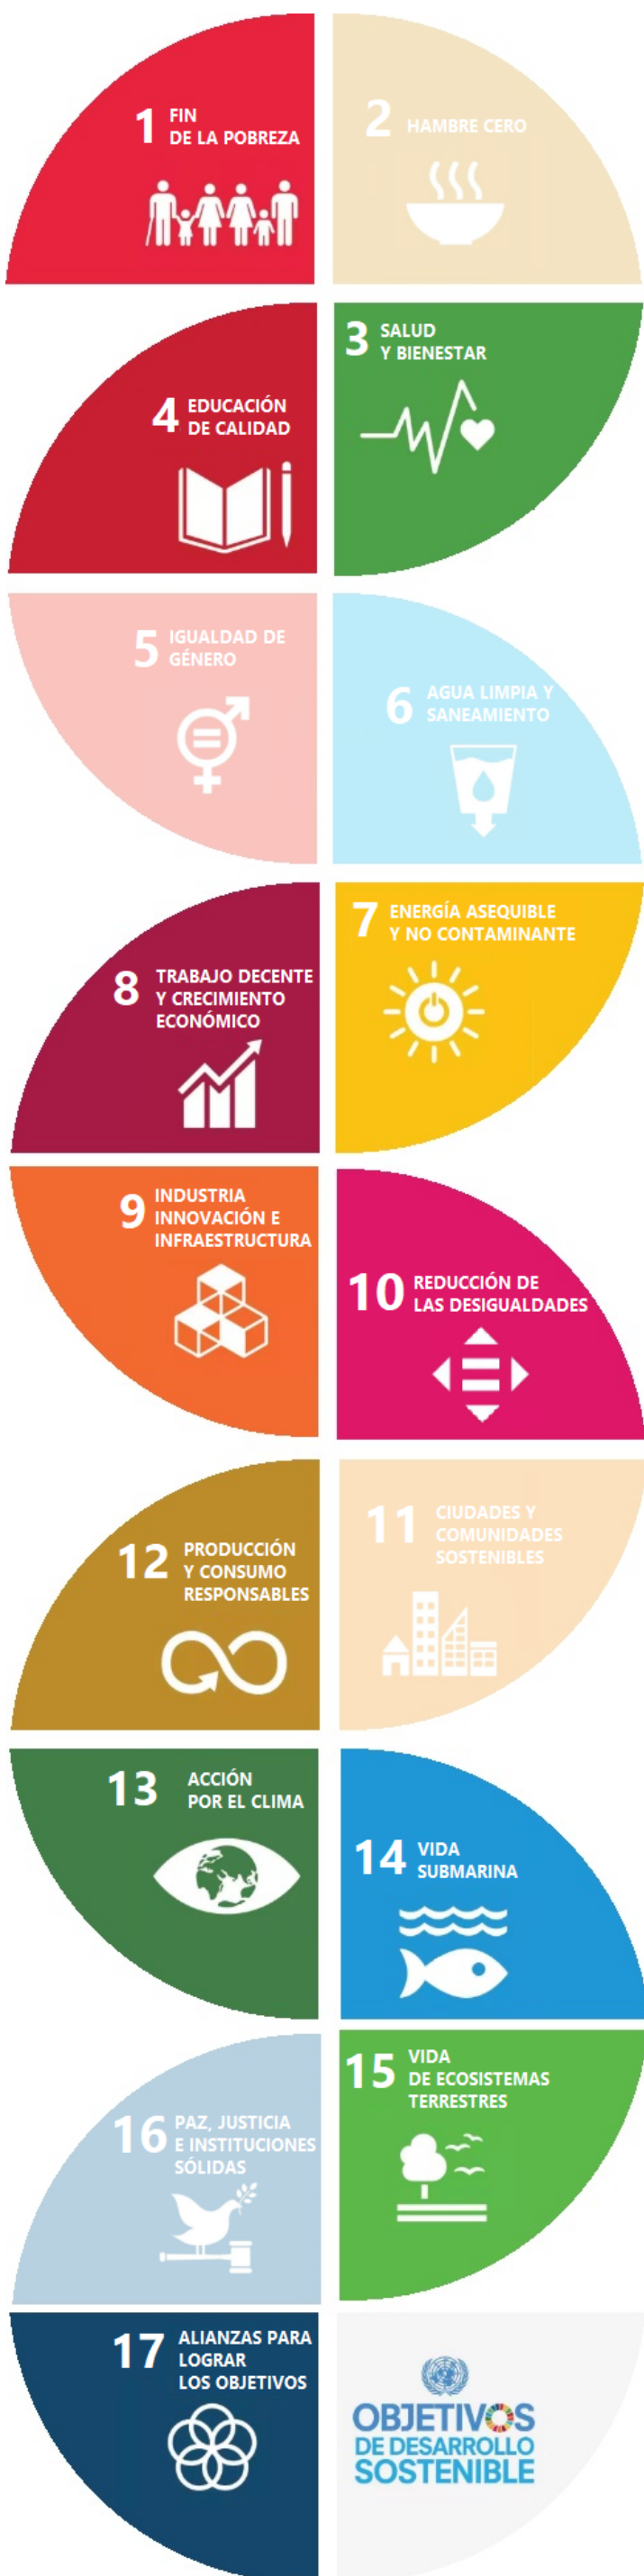 1 FIN
DE LA POBREZA
2 HAMBRE CERO
3 SALUD
Y BIENESTAR
4 EDUCACIÓN
DE CALIDAD
5 IGUALDAD DE
GÉNERO
6 AGUA LIMPIA Y
SANEAMIENTO
7 ENERGÍA ASEQUIBLE
Y NO CONTAMINANTE
8 TRABAJO DECENTE
Y CRECIMIENTO
ECONÓMICO
9 INDUSTRIA
INNOVACIÓN E
INFRAESTRUCTURA
10 REDUCCIÓN DE
LAS DESIGUALDADES
11 CIUDADES Y
COMUNIDADES
SOSTENIBLES
12 PRODUCCIÓN
Y CONSUMO
RESPONSABLES
13 ACCIÓN
POR EL CLIMA
14 VIDA
SUBMARINA
15 VIDA
DE ECOSISTEMAS
TERRESTRES
16 PAZ, JUSTICIA
E INSTITUCIONES
SÓLIDAS
17 ALIANZAS PARA
LOGRAR
LOS OBJETIVOS
OBJETIVOS
DE DESARROLLO
SOSTENIBLE